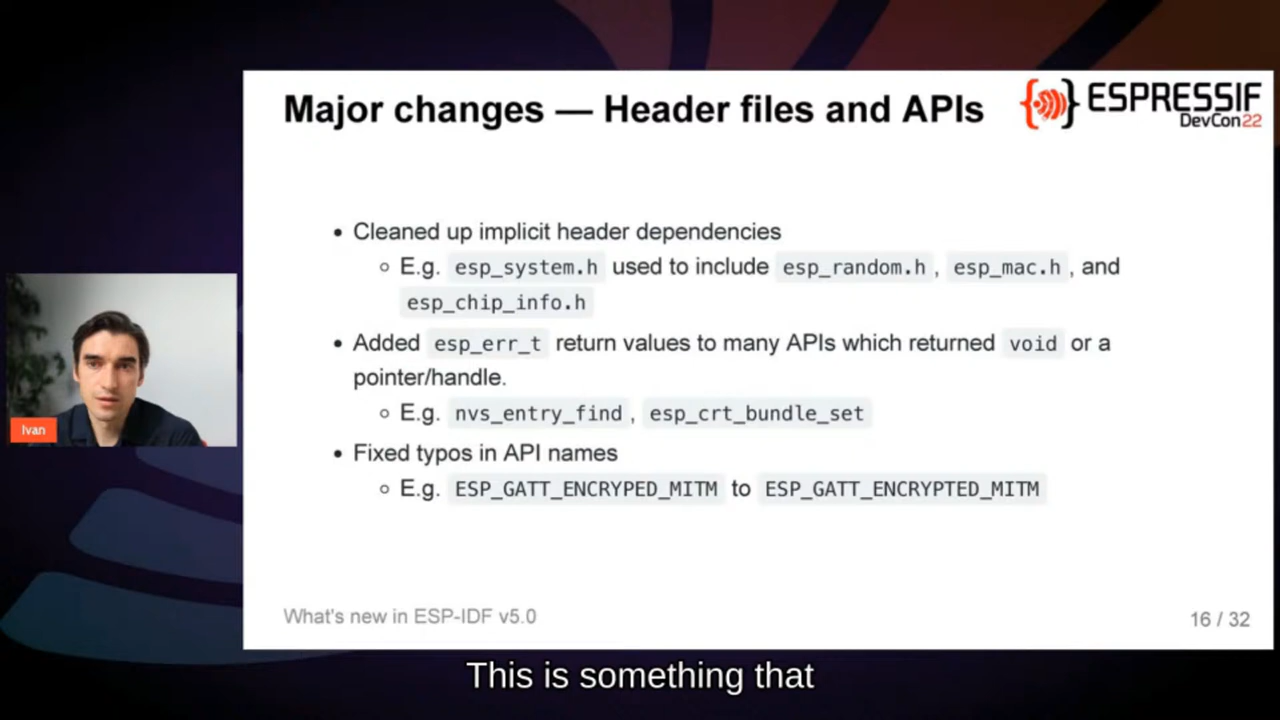 Major changes — Header files and APIs
ESPRESSIF
DevCon22
• Cleaned up implicit header dependencies
◦ E.g. esp_system.h used to include esp_random.h, esp_mac.h, and
esp_chip_info.h
• Added esp_err_t return values to many APIs which returned void or a
pointer/handle.
◦ E.g. nvs_entry_find, esp_crt_bundle_set
• Fixed typos in API names
◦ E.g. ESP_GATT_ENCRYPED_MITM to ESP_GATT_ENCRYPTED_MITM
Ivan
What's new in ESP-IDF v5.0
16 / 32
This is something that